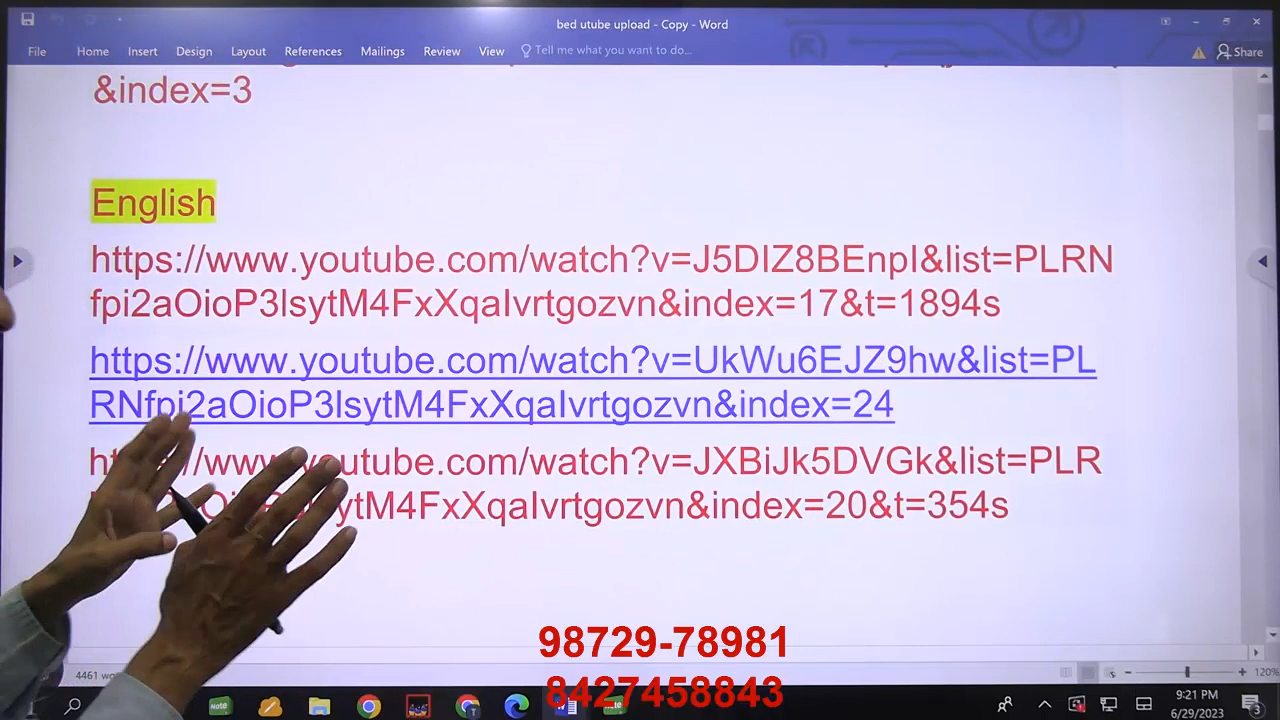 bed utube upload - Copy - Word
File Home Insert Design Layout References Mailings Review View Tell me what you want to do... Share
&index=3
English
https://www.youtube.com/watch?v=J5DIZ8BEnpI&list=PLRN
fpi2aOioP3lsytM4FxXqaIvrtgozvn&index=17&t=1894s
https://www.youtube.com/watch?v=UkWu6EJZ9hw&list=PL
RNfpi2aOioP3lsytM4FxXqaIvrtgozvn&index=24
youtube.com/watch?v=JXBiJk5DVGk&list=PLR
ytM4FxXqaIvrtgozvn&index=20&t=354s
98729-78981
4461 120%
8427458843
9:21 PM
6/29/2023